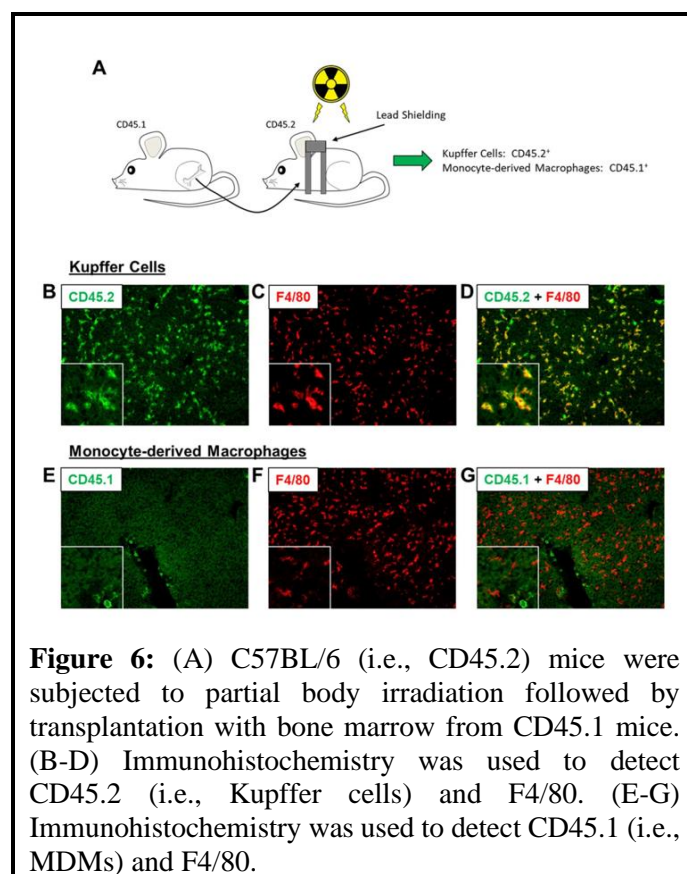 A
CD45.1
CD45.2
Lead Shielding
Kupffer Cells: CD45.2⁺
Monocyte-derived Macrophages: CD45.1⁺
Kupffer Cells
B CD45.2
C F4/80
D CD45.2 + F4/80
Monocyte-derived Macrophages
E CD45.1
F F4/80
G CD45.1 + F4/80
Figure 6: (A) C57BL/6 (i.e., CD45.2) mice were
subjected to partial body irradiation followed by
transplantation with bone marrow from CD45.1 mice.
(B-D) Immunohistochemistry was used to detect
CD45.2 (i.e., Kupffer cells) and F4/80. (E-G)
Immunohistochemistry was used to detect CD45.1 (i.e.,
MDMs) and F4/80.